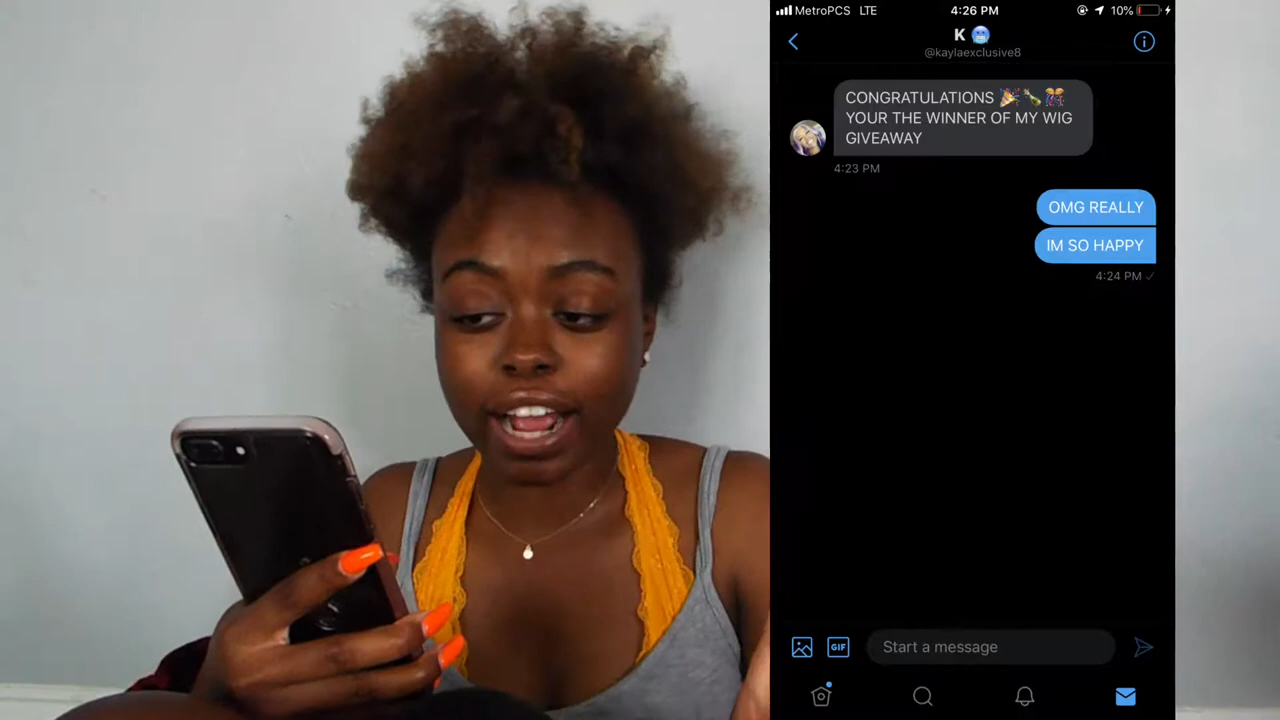 MetroPCS LTE 4:26 PM 10%
K 🥶
@kaylaexclusive8
CONGRATULATIONS 🎉🍾🎊
YOUR THE WINNER OF MY WIG
GIVEAWAY
4:23 PM
OMG REALLY
IM SO HAPPY
4:24 PM ✓
GIF Start a message